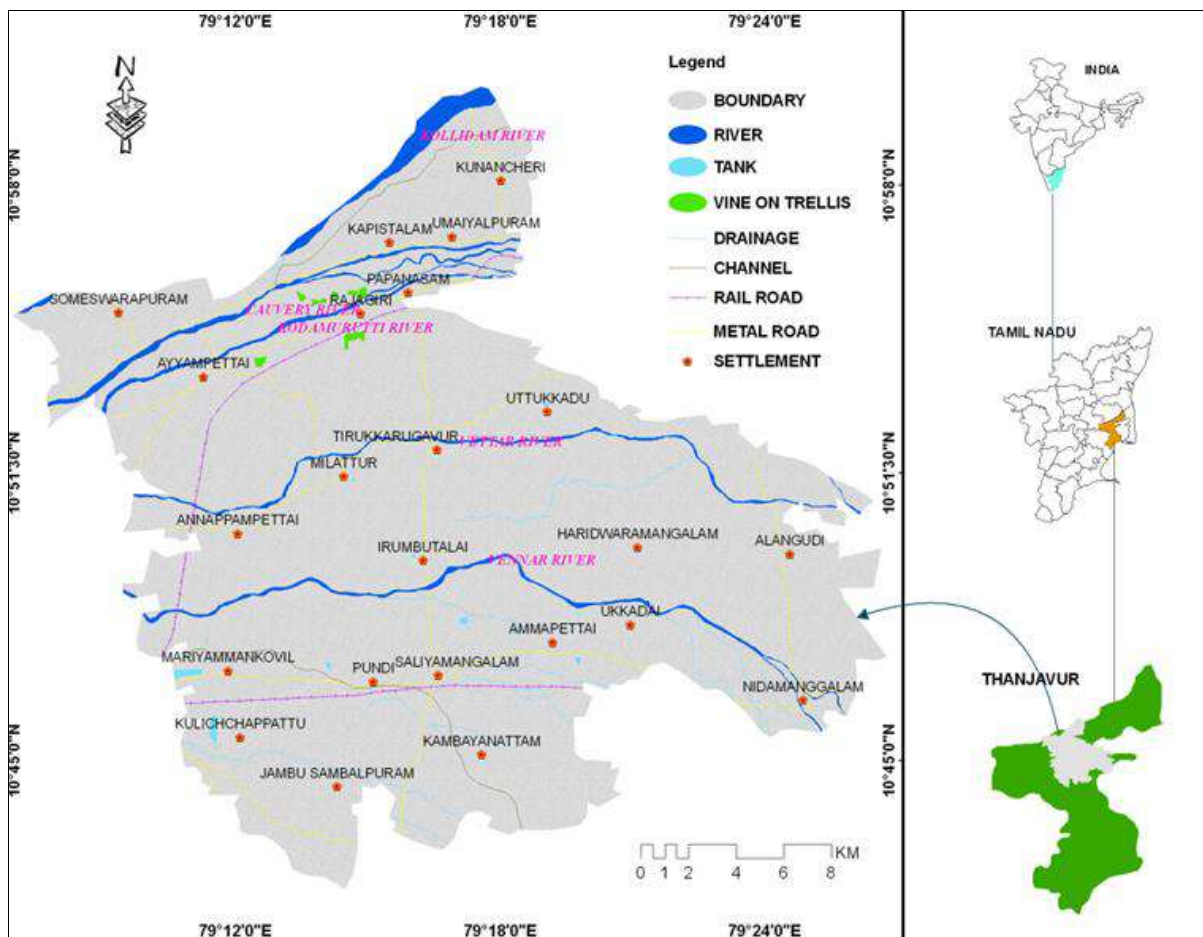 79°12'0"E
79°18'0"E
79°24'0"E
N
Legend
BOUNDARY
RIVER
TANK
VINE ON TRELLIS
DRAINAGE
CHANNEL
RAIL ROAD
METAL ROAD
SETTLEMENT
INDIA
TAMIL NADU
THANJAVUR
10°58'0"N
10°58'0"N
10°51'30"N
10°51'30"N
10°45'0"N
10°45'0"N
KOLLIDAM RIVER
KUNANCHERI
KAPISTALAM
UMAIYALPURAM
PAPANASAM
SOMESWARAPURAM
RAJAGIRI
CAUVERY RIVER
KODAMURUTTI RIVER
AYYAMPETTAI
UTTUKKADU
TIRUKKARUGAVUR
VETTAR RIVER
MILATTUR
ANNAPPAMPETTAI
HARIDWARAMANGALAM
ALANGUDI
IRUMBUTALAI
VENNAR RIVER
UKKADAI
AMMAPETTAI
MARIYAMMANKOVIL
PUNDI
SALIYAMANGALAM
NIDAMANGGALAM
KULICHCHAPPATTU
KAMBAYANATTAM
JAMBU SAMBALPURAM
KM
0 1 2 4 6 8
79°12'0"E
79°18'0"E
79°24'0"E